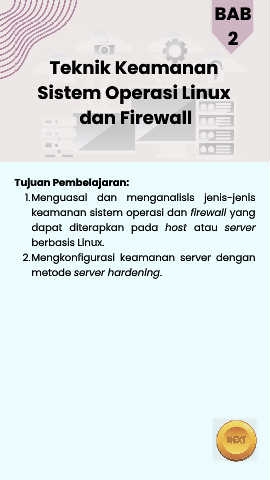 BAB
2
Teknik Keamanan
Sistem Operasi Linux
dan Firewall
Tujuan Pembelajaran:
1. Menguasai dan menganalisis jenis-jenis
keamanan sistem operasi dan firewall yang
dapat diterapkan pada host atau server
berbasis Linux.
2. Mengkonfigurasi keamanan server dengan
metode server hardening.
NEXT